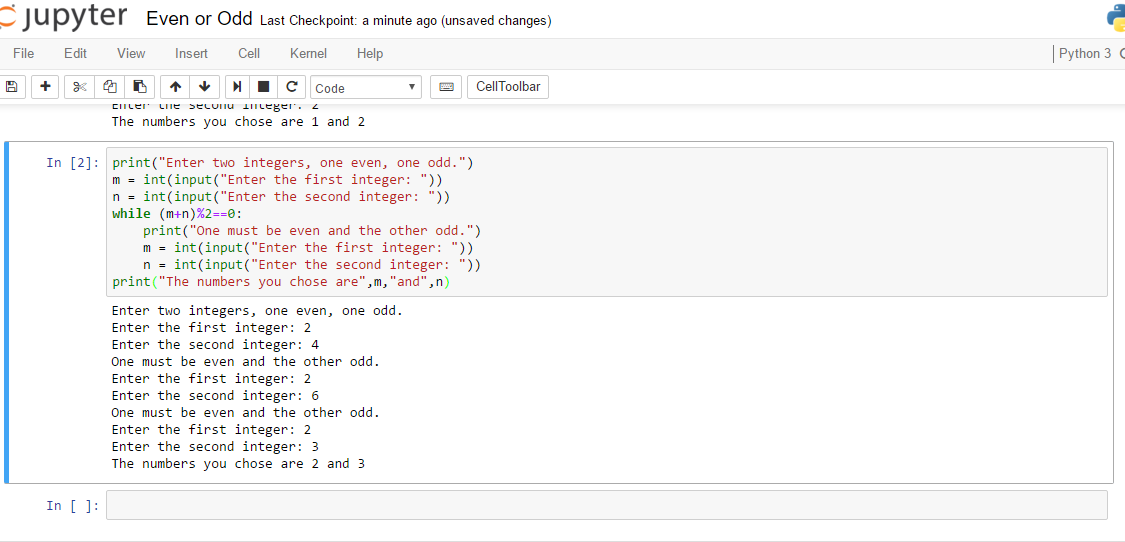 jupyter Even or Odd Last Checkpoint: a minute ago (unsaved changes)
File Edit View Insert Cell Kernel Help Python 3
Code CellToolbar
Enter the second integer: 2
The numbers you chose are 1 and 2
In [2]: print("Enter two integers, one even, one odd.")
m = int(input("Enter the first integer: "))
n = int(input("Enter the second integer: "))
while (m+n)%2==0:
    print("One must be even and the other odd.")
    m = int(input("Enter the first integer: "))
    n = int(input("Enter the second integer: "))
print("The numbers you chose are",m,"and",n)
Enter two integers, one even, one odd.
Enter the first integer: 2
Enter the second integer: 4
One must be even and the other odd.
Enter the first integer: 2
Enter the second integer: 6
One must be even and the other odd.
Enter the first integer: 2
Enter the second integer: 3
The numbers you chose are 2 and 3
In [ ]: